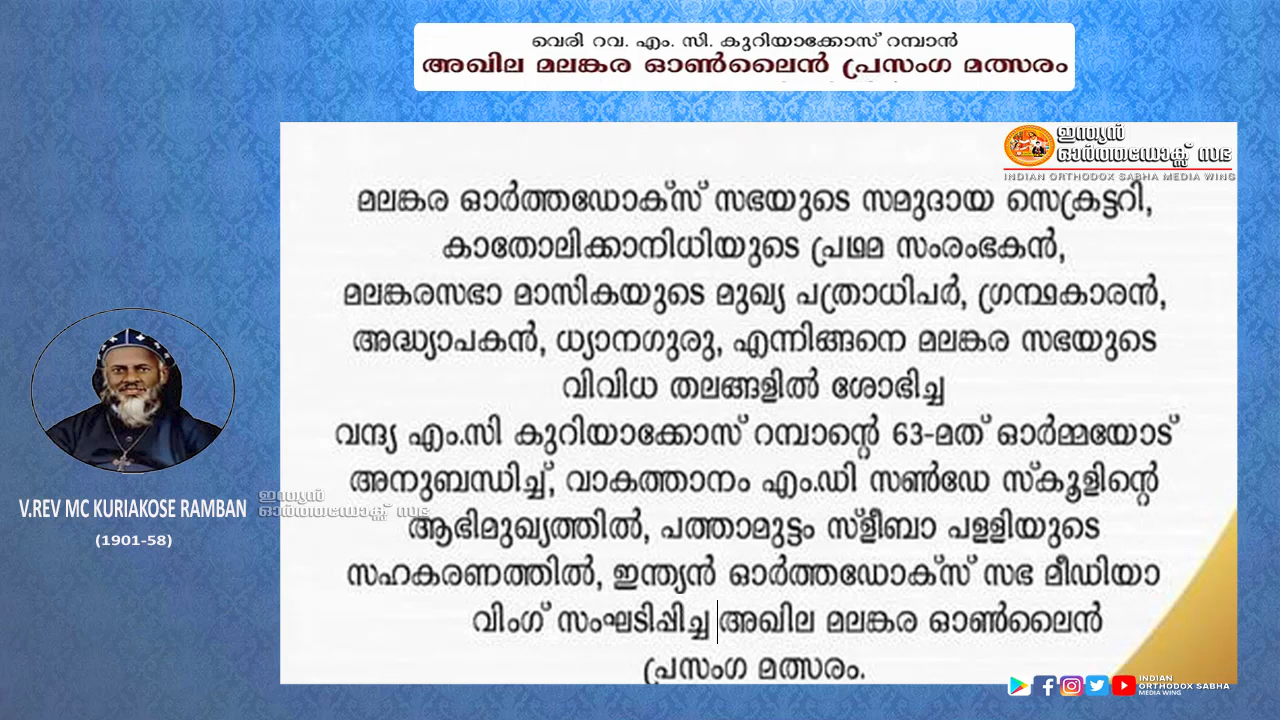 വെരി റവ. എം. സി. കുറിയാക്കോസ് റമ്പാൻ
അഖില മലങ്കര ഓൺലൈൻ പ്രസംഗ മത്സരം
ഇന്ത്യൻ
ഓർത്തഡോക്സ് സഭ
INDIAN ORTHODOX SABHA MEDIA WING
മലങ്കര ഓർത്തഡോക്സ് സഭയുടെ സമുദായ സെക്രട്ടറി,
കാതോലിക്കാനിധിയുടെ പ്രഥമ സംരംഭകൻ,
മലങ്കരസഭാ മാസികയുടെ മുഖ്യ പത്രാധിപർ, ഗ്രന്ഥകാരൻ,
അദ്ധ്യാപകൻ, ധ്യാനഗുരു, എന്നിങ്ങനെ മലങ്കര സഭയുടെ
വിവിധ തലങ്ങളിൽ ശോഭിച്ച
വന്ദ്യ എം.സി കുറിയാക്കോസ് റമ്പാന്റെ 63-മത് ഓർമ്മയോട്
അനുബന്ധിച്ച്, വാകത്താനം എം.ഡി സൺഡേ സ്കൂളിന്റെ
ആഭിമുഖ്യത്തിൽ, പത്താമുട്ടം സ്ളീബാ പള്ളിയുടെ
സഹകരണത്തിൽ, ഇന്ത്യൻ ഓർത്തഡോക്സ് സഭ മീഡിയാ
വിംഗ് സംഘടിപ്പിച്ച അഖില മലങ്കര ഓൺലൈൻ
പ്രസംഗ മത്സരം.
V.REV MC KURIAKOSE RAMBAN
(1901-58)
ഇന്ത്യൻ
ഓർത്തഡോക്സ് സഭ
INDIAN
ORTHODOX SABHA
MEDIA WING